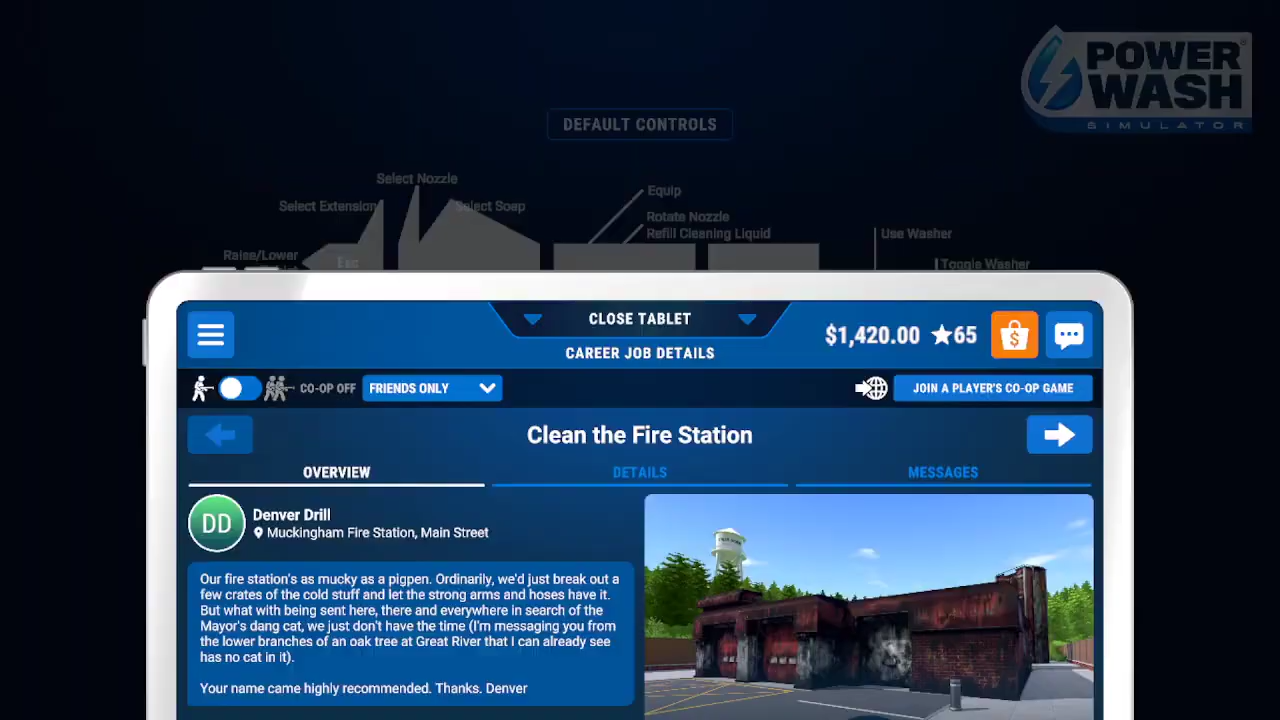 POWER
WASH
SIMULATOR
DEFAULT CONTROLS
Select Nozzle
Select Extension
Select Soap
Equip
Rotate Nozzle
Refill Cleaning Liquid
Use Washer
Raise/Lower
Esc
Toggle Washer
CLOSE TABLET
$1,420.00 ★65
CAREER JOB DETAILS
CO-OP OFF FRIENDS ONLY
JOIN A PLAYER'S CO-OP GAME
Clean the Fire Station
OVERVIEW DETAILS MESSAGES
DD
Denver Drill
Muckingham Fire Station, Main Street
Our fire station's as mucky as a pigpen. Ordinarily, we'd just break out a
few crates of the cold stuff and let the strong arms and hoses have it.
But what with being sent here, there and everywhere in search of the
Mayor's dang cat, we just don't have the time (I'm messaging you from
the lower branches of an oak tree at Great River that I can already see
has no cat in it).
Your name came highly recommended. Thanks. Denver